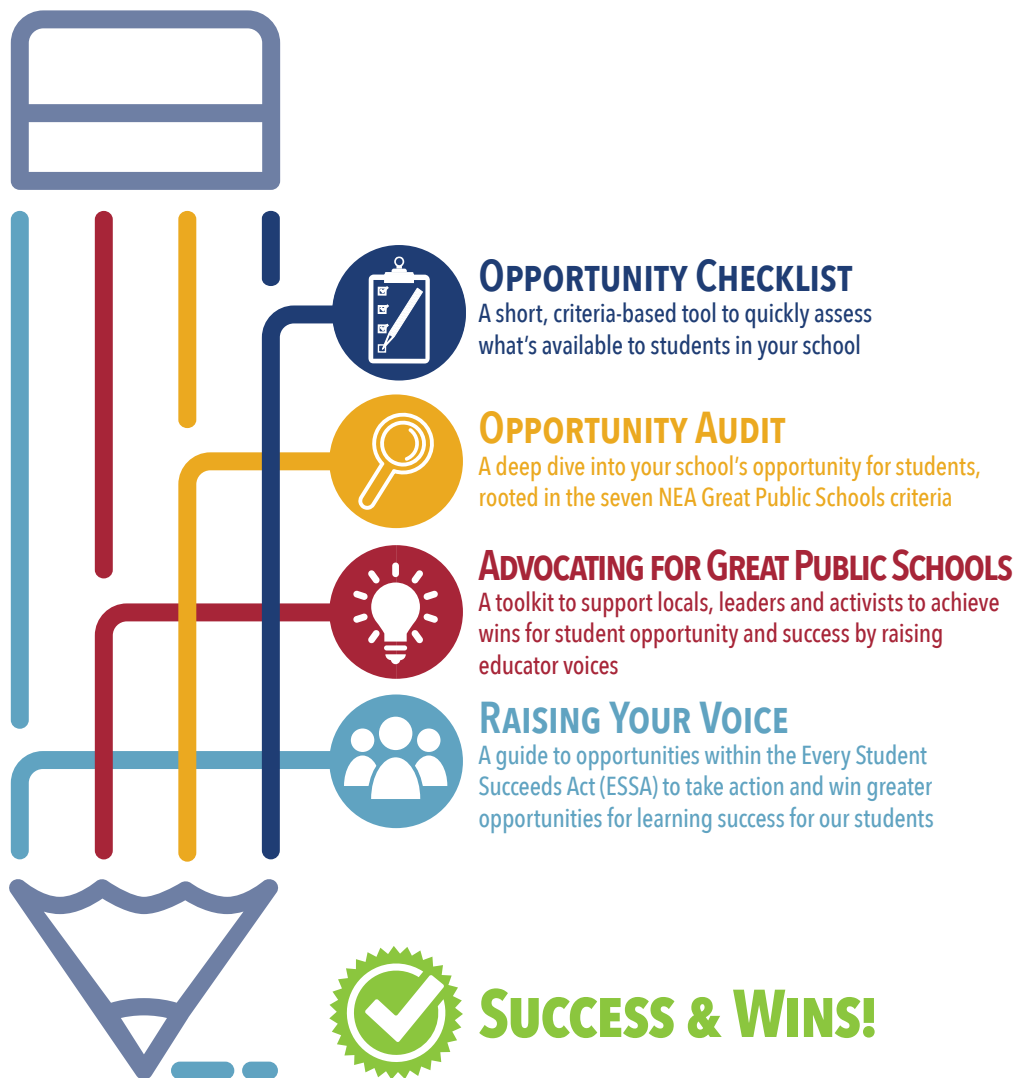 Opportunity Checklist
A short, criteria-based tool to quickly assess
what's available to students in your school
Opportunity Audit
A deep dive into your school's opportunity for students,
rooted in the seven NEA Great Public Schools criteria
Advocating for Great Public Schools
A toolkit to support locals, leaders and activists to achieve
wins for student opportunity and success by raising
educator voices
Raising Your Voice
A guide to opportunities within the Every Student
Succeeds Act (ESSA) to take action and win greater
opportunities for learning success for our students
Success & Wins!